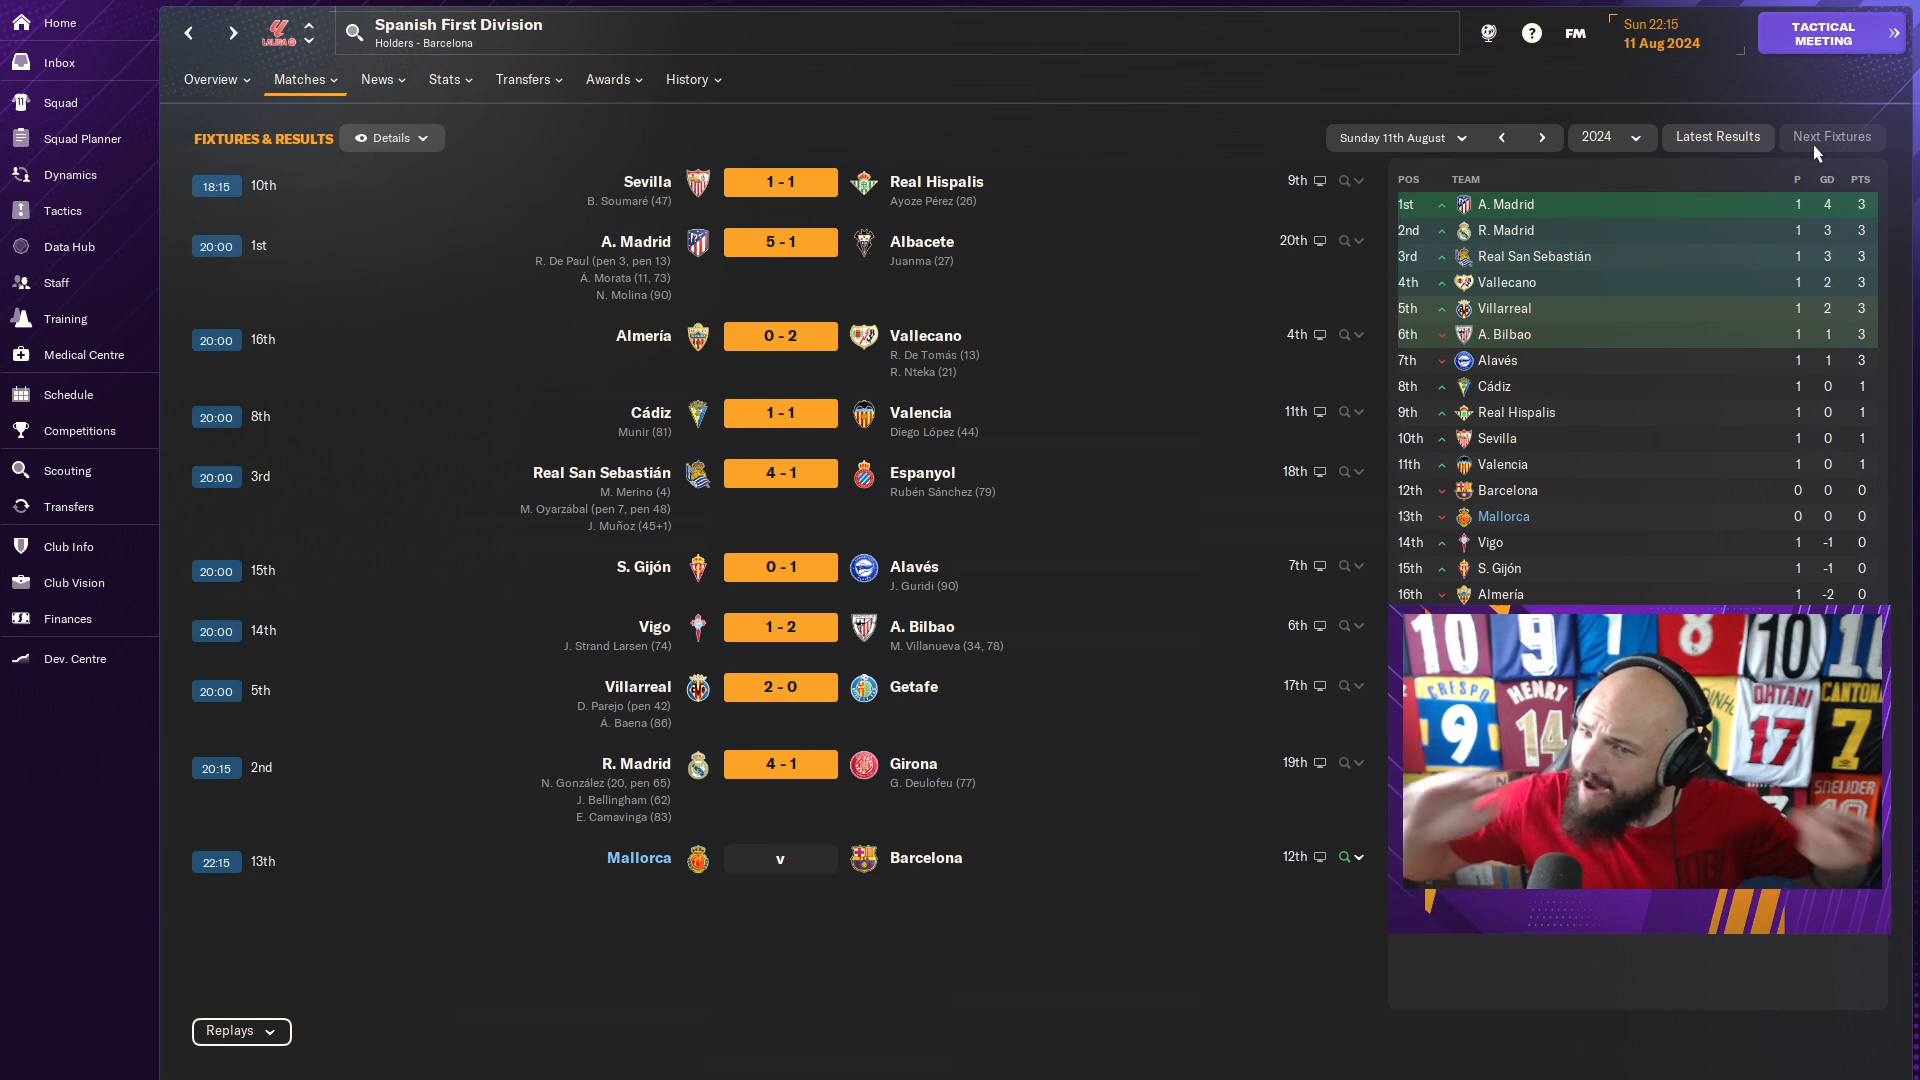 Home
Inbox
Squad
Squad Planner
Dynamics
Tactics
Data Hub
Staff
Training
Medical Centre
Schedule
Competitions
Scouting
Transfers
Club Info
Club Vision
Finances
Dev. Centre
Spanish First Division
Holders - Barcelona
FM
Sun 22:15
11 Aug 2024
TACTICAL MEETING
Overview Matches News Stats Transfers Awards History
FIXTURES & RESULTS Details Sunday 11th August 2024 Latest Results Next Fixtures
18:15 10th Sevilla 1 - 1 Real Hispalis 9th
B. Soumaré (47) Ayoze Pérez (26)
20:00 1st A. Madrid 5 - 1 Albacete 20th
R. De Paul (pen 3, pen 13) Juanma (27)
Á. Morata (11, 73)
N. Molina (90)
20:00 16th Almería 0 - 2 Vallecano 4th
R. De Tomás (13)
R. Nteka (21)
20:00 8th Cádiz 1 - 1 Valencia 11th
Munir (81) Diego López (44)
20:00 3rd Real San Sebastián 4 - 1 Espanyol 18th
M. Merino (4) Rubén Sánchez (79)
M. Oyarzábal (pen 7, pen 48)
J. Muñoz (45+1)
20:00 15th S. Gijón 0 - 1 Alavés 7th
J. Guridi (90)
20:00 14th Vigo 1 - 2 A. Bilbao 6th
J. Strand Larsen (74) M. Villanueva (34, 78)
20:00 5th Villarreal 2 - 0 Getafe 17th
D. Parejo (pen 42)
Á. Baena (86)
20:15 2nd R. Madrid 4 - 1 Girona 19th
N. González (20, pen 65) G. Deulofeu (77)
J. Bellingham (62)
E. Camavinga (83)
22:15 13th Mallorca v Barcelona 12th
Replays
POS TEAM P GD PTS
1st A. Madrid 1 4 3
2nd R. Madrid 1 3 3
3rd Real San Sebastián 1 3 3
4th Vallecano 1 2 3
5th Villarreal 1 2 3
6th A. Bilbao 1 1 3
7th Alavés 1 1 3
8th Cádiz 1 0 1
9th Real Hispalis 1 0 1
10th Sevilla 1 0 1
11th Valencia 1 0 1
12th Barcelona 0 0 0
13th Mallorca 0 0 0
14th Vigo 1 -1 0
15th S. Gijón 1 -1 0
16th Almería 1 -2 0
10 9 8 10
CRESPO HENRY OHTANI CANTONA
9 14 17 7
SNEIJDER